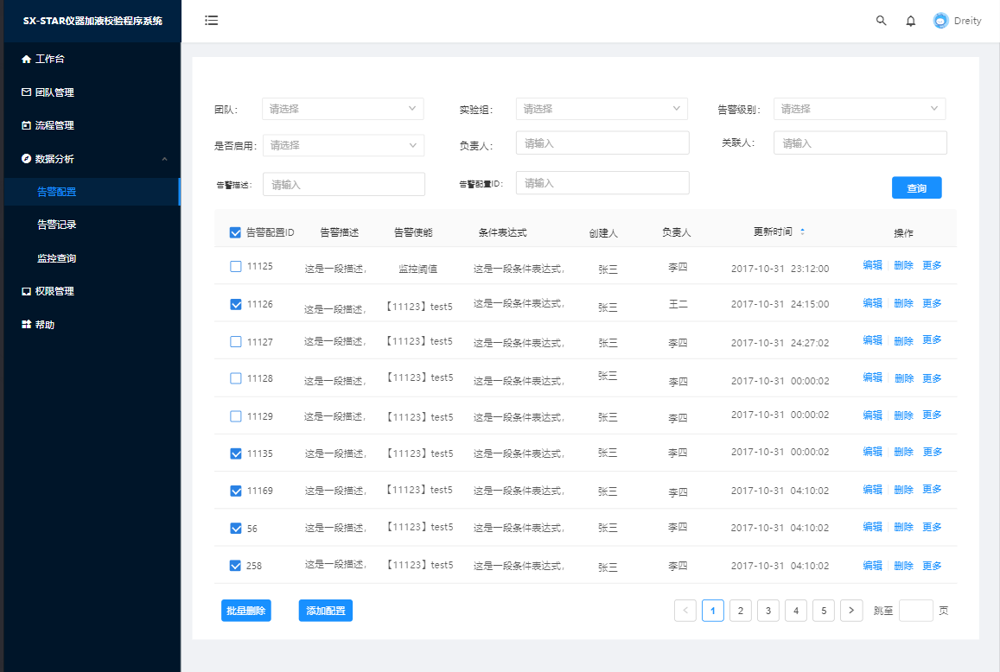 SX-STAR仪器加液校验程序系统
Dreity
工作台
团队管理
流程管理
数据分析
告警配置
告警记录
监控查询
权限管理
帮助
团队： 请选择 实验组： 请选择 告警级别： 请选择
是否启用： 请选择 负责人： 请输入 关联人： 请输入
告警描述： 请输入 告警配置ID： 请输入 查询
告警配置ID 告警描述 告警使能 条件表达式 创建人 负责人 更新时间 操作
11125 这是一段描述， 监控阈值 这是一段条件表达式， 张三 李四 2017-10-31 23:12:00 编辑 删除 更多
11126 这是一段描述， 【11123】test5 这是一段条件表达式， 张三 王二 2017-10-31 24:15:00 编辑 删除 更多
11127 这是一段描述， 【11123】test5 这是一段条件表达式， 张三 李四 2017-10-31 24:27:02 编辑 删除 更多
11128 这是一段描述， 【11123】test5 这是一段条件表达式， 张三 李四 2017-10-31 00:00:02 编辑 删除 更多
11129 这是一段描述， 【11123】test5 这是一段条件表达式， 张三 李四 2017-10-31 00:00:02 编辑 删除 更多
11135 这是一段描述， 【11123】test5 这是一段条件表达式， 张三 李四 2017-10-31 00:00:02 编辑 删除 更多
11169 这是一段描述， 【11123】test5 这是一段条件表达式， 张三 李四 2017-10-31 04:10:02 编辑 删除 更多
56 这是一段描述， 【11123】test5 这是一段条件表达式， 张三 李四 2017-10-31 04:10:02 编辑 删除 更多
258 这是一段描述， 【11123】test5 这是一段条件表达式， 张三 李四 2017-10-31 04:10:02 编辑 删除 更多
批量删除 添加配置 < 1 2 3 4 5 > 跳至 页